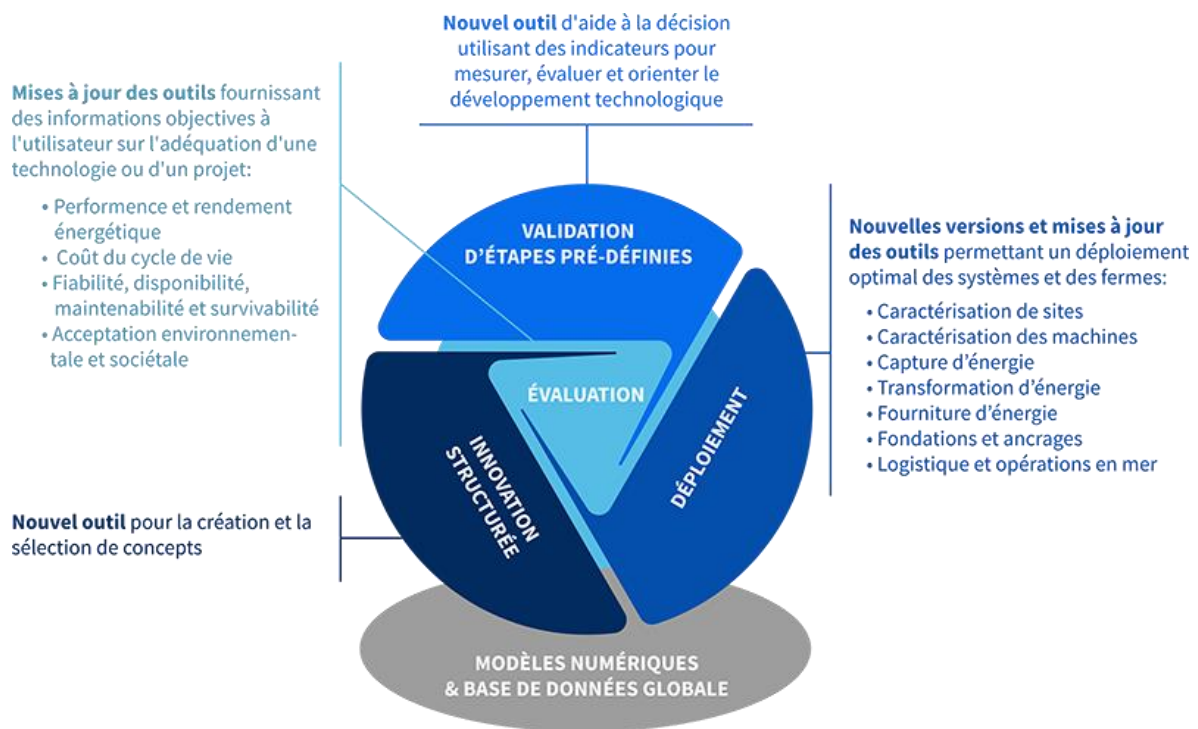 Nouvel outil d'aide à la décision
utilisant des indicateurs pour
mesurer, évaluer et orienter le
développement technologique
Mises à jour des outils fournissant
des informations objectives à
l'utilisateur sur l'adéquation d'une
technologie ou d'un projet:
• Performence et rendement
énergétique
• Coût du cycle de vie
• Fiabilité, disponibilité,
maintenabilité et survivabilité
• Acceptation environnemen-
tale et sociétale
Nouvel outil pour la création et la
sélection de concepts
VALIDATION
D'ÉTAPES PRÉ-DÉFINIES
ÉVALUATION
INNOVATION
STRUCTURÉE
DÉPLOIEMENT
Nouvelles versions et mises à jour
des outils permettant un déploiement
optimal des systèmes et des fermes:
• Caractérisation de sites
• Caractérisation des machines
• Capture d'énergie
• Transformation d'énergie
• Fourniture d'énergie
• Fondations et ancrages
• Logistique et opérations en mer
MODÈLES NUMÉRIQUES
& BASE DE DONNÉES GLOBALE